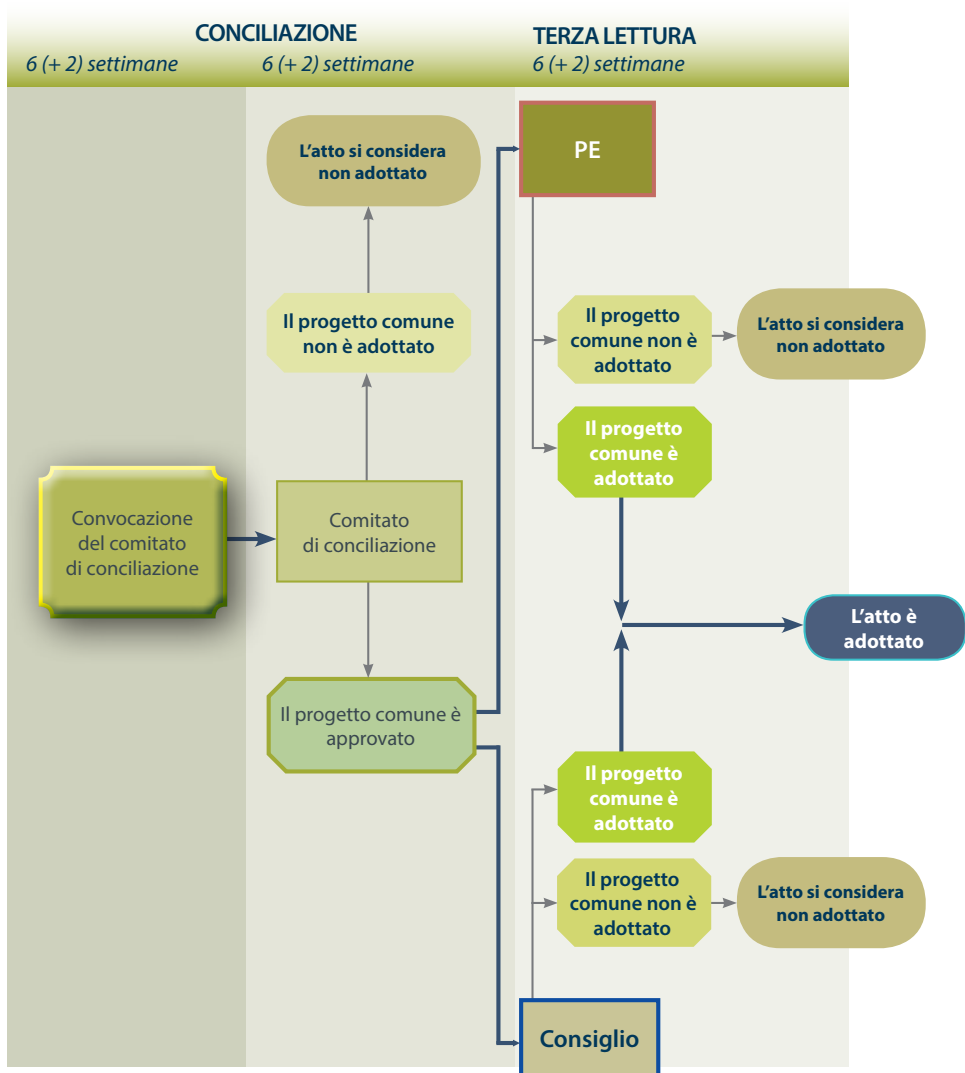 CONCILIAZIONE
TERZA LETTURA
6 (+ 2) settimane
6 (+ 2) settimane
6 (+ 2) settimane
L'atto si considera
non adottato
PE
Il progetto comune
non è adottato
Il progetto
comune non è
adottato
L'atto si considera
non adottato
Il progetto
comune è
adottato
Convocazione
del comitato
di conciliazione
Comitato
di conciliazione
L'atto è
adottato
Il progetto comune è
approvato
Il progetto
comune è
adottato
Il progetto
comune non è
adottato
L'atto si considera
non adottato
Consiglio